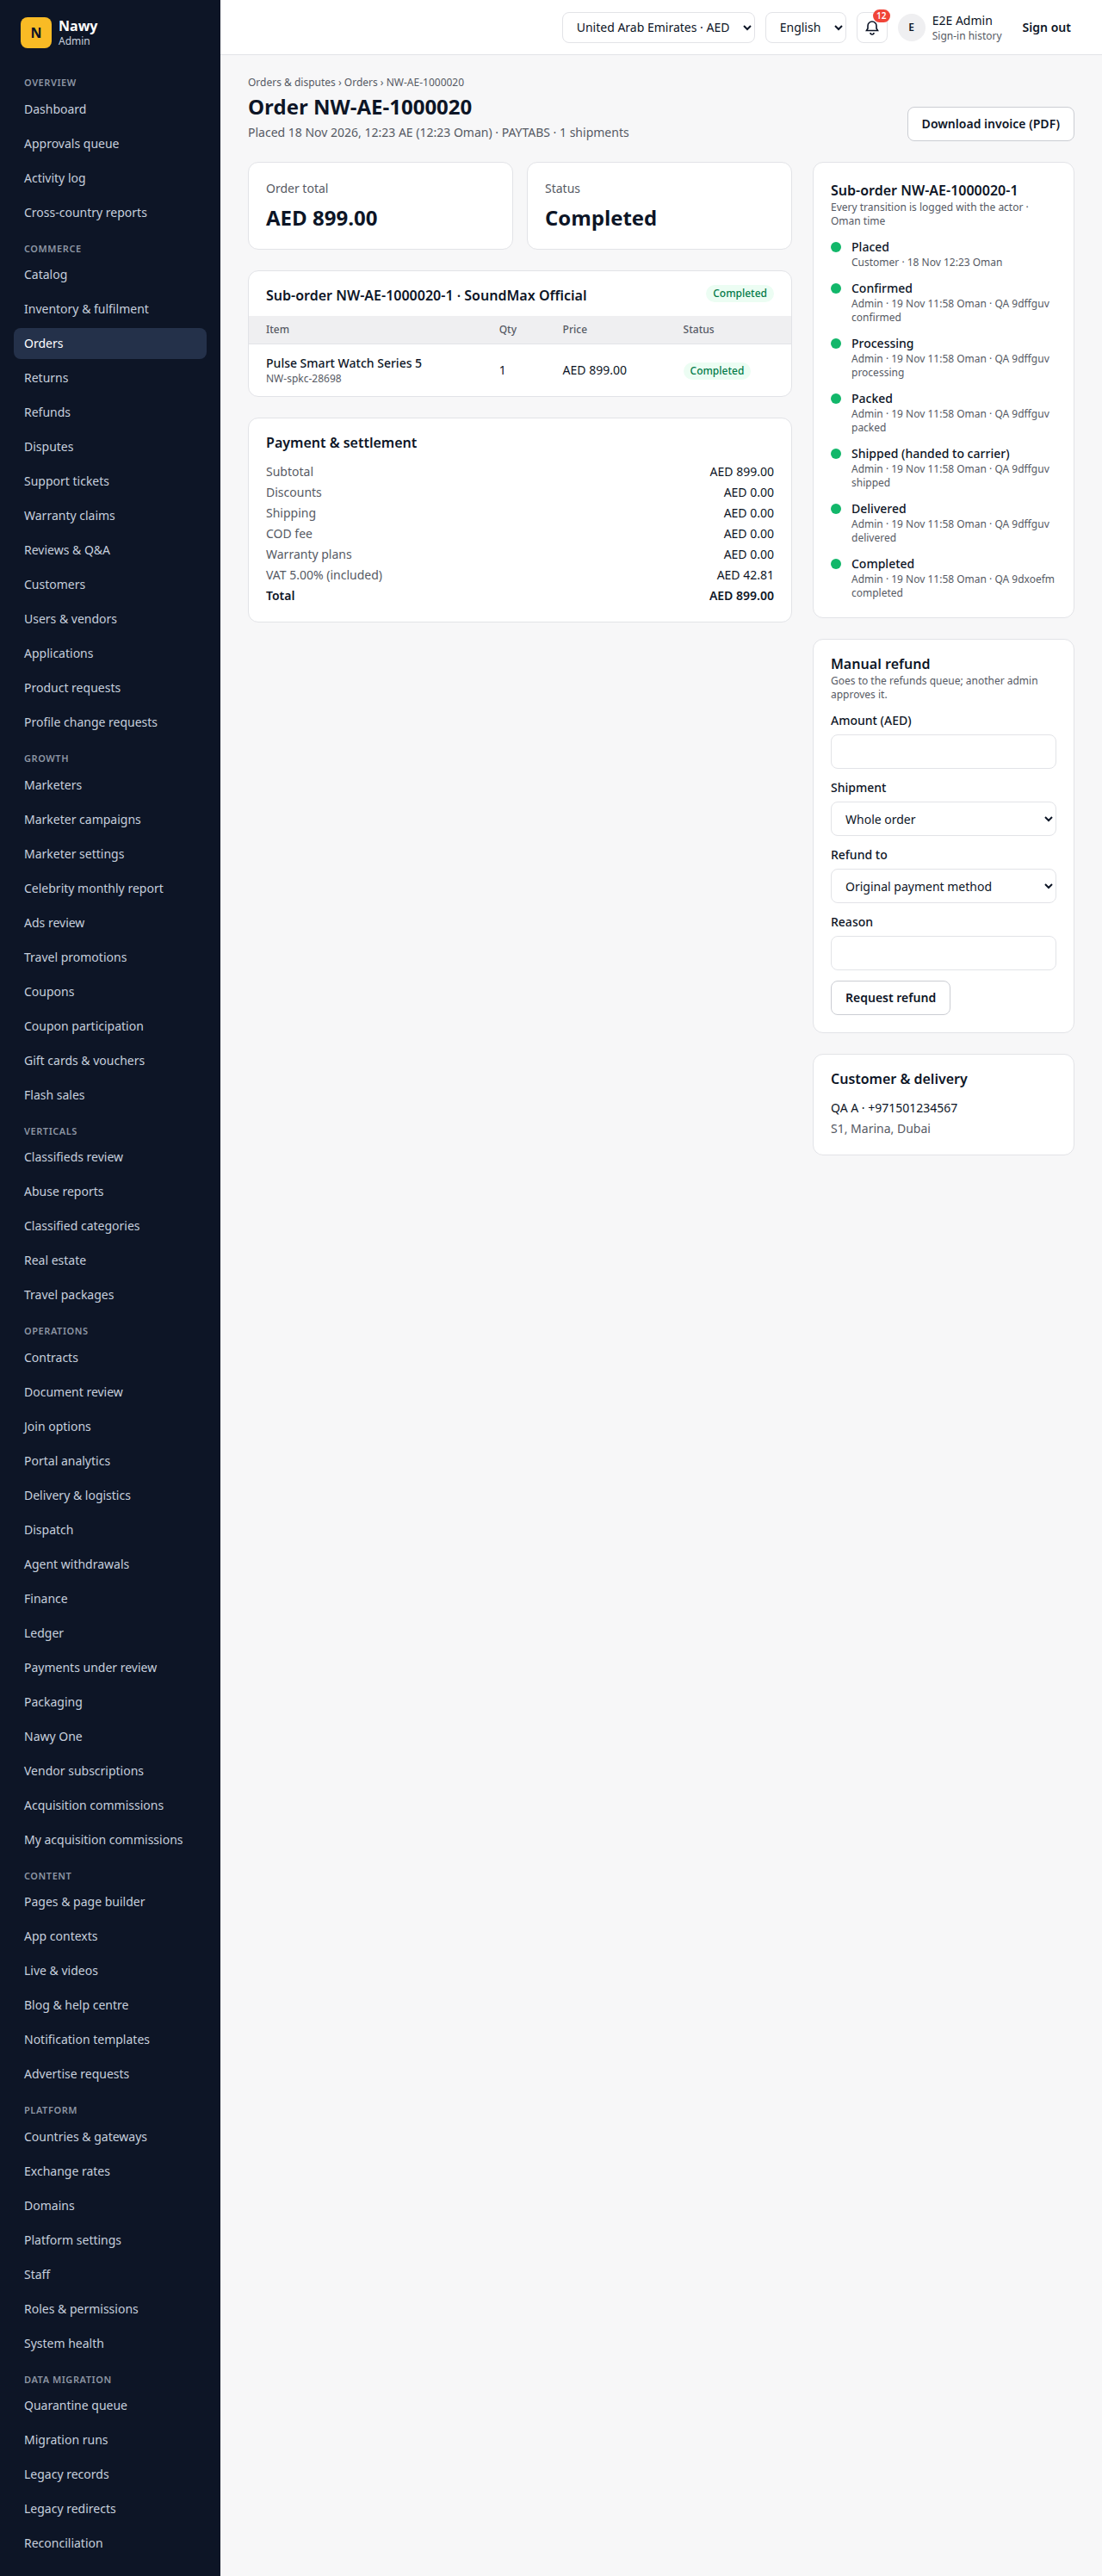 N
Nawy
Admin
OVERVIEW
Dashboard
Approvals queue
Activity log
Cross-country reports
COMMERCE
Catalog
Inventory & fulfilment
Orders
Returns
Refunds
Disputes
Support tickets
Warranty claims
Reviews & Q&A
Customers
Users & vendors
Applications
Product requests
Profile change requests
GROWTH
Marketers
Marketer campaigns
Marketer settings
Celebrity monthly report
Ads review
Travel promotions
Coupons
Coupon participation
Gift cards & vouchers
Flash sales
VERTICALS
Classifieds review
Abuse reports
Classified categories
Real estate
Travel packages
OPERATIONS
Contracts
Document review
Join options
Portal analytics
Delivery & logistics
Dispatch
Agent withdrawals
Finance
Ledger
Payments under review
Packaging
Nawy One
Vendor subscriptions
Acquisition commissions
My acquisition commissions
CONTENT
Pages & page builder
App contexts
Live & videos
Blog & help centre
Notification templates
Advertise requests
PLATFORM
Countries & gateways
Exchange rates
Domains
Platform settings
Staff
Roles & permissions
System health
DATA MIGRATION
Quarantine queue
Migration runs
Legacy records
Legacy redirects
Reconciliation
United Arab Emirates · AED
English
12
E
E2E Admin
Sign-in history
Sign out
Orders & disputes › Orders › NW-AE-1000020
Order NW-AE-1000020
Placed 18 Nov 2026, 12:23 AE (12:23 Oman) · PAYTABS · 1 shipments
Download invoice (PDF)
Order total
AED 899.00
Status
Completed
Sub-order NW-AE-1000020-1 · SoundMax Official
Completed
Item Qty Price Status
Pulse Smart Watch Series 5
NW-spkc-28698
1 AED 899.00 Completed
Payment & settlement
Subtotal AED 899.00
Discounts AED 0.00
Shipping AED 0.00
COD fee AED 0.00
Warranty plans AED 0.00
VAT 5.00% (included) AED 42.81
Total AED 899.00
Sub-order NW-AE-1000020-1
Every transition is logged with the actor ·
Oman time
Placed
Customer · 18 Nov 12:23 Oman
Confirmed
Admin · 19 Nov 11:58 Oman · QA 9dffguv
confirmed
Processing
Admin · 19 Nov 11:58 Oman · QA 9dffguv
processing
Packed
Admin · 19 Nov 11:58 Oman · QA 9dffguv
packed
Shipped (handed to carrier)
Admin · 19 Nov 11:58 Oman · QA 9dffguv
shipped
Delivered
Admin · 19 Nov 11:58 Oman · QA 9dffguv
delivered
Completed
Admin · 19 Nov 11:58 Oman · QA 9dxoefm
completed
Manual refund
Goes to the refunds queue; another admin
approves it.
Amount (AED)
Shipment
Whole order
Refund to
Original payment method
Reason
Request refund
Customer & delivery
QA A · +971501234567
S1, Marina, Dubai